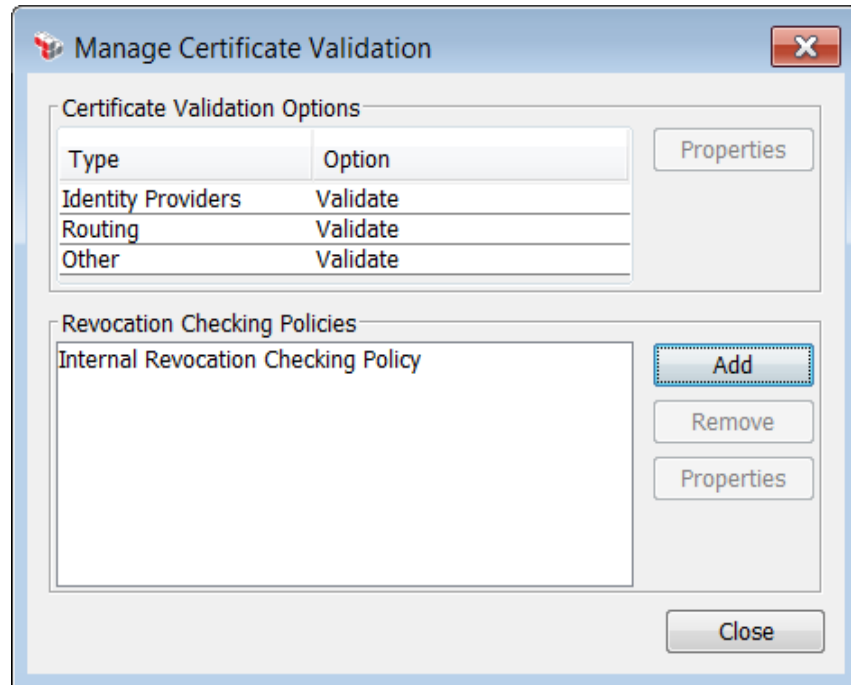 Manage Certificate Validation
Certificate Validation Options
Type Option
Properties
Identity Providers Validate
Routing Validate
Other Validate
Revocation Checking Policies
Internal Revocation Checking Policy
Add
Remove
Properties
Close